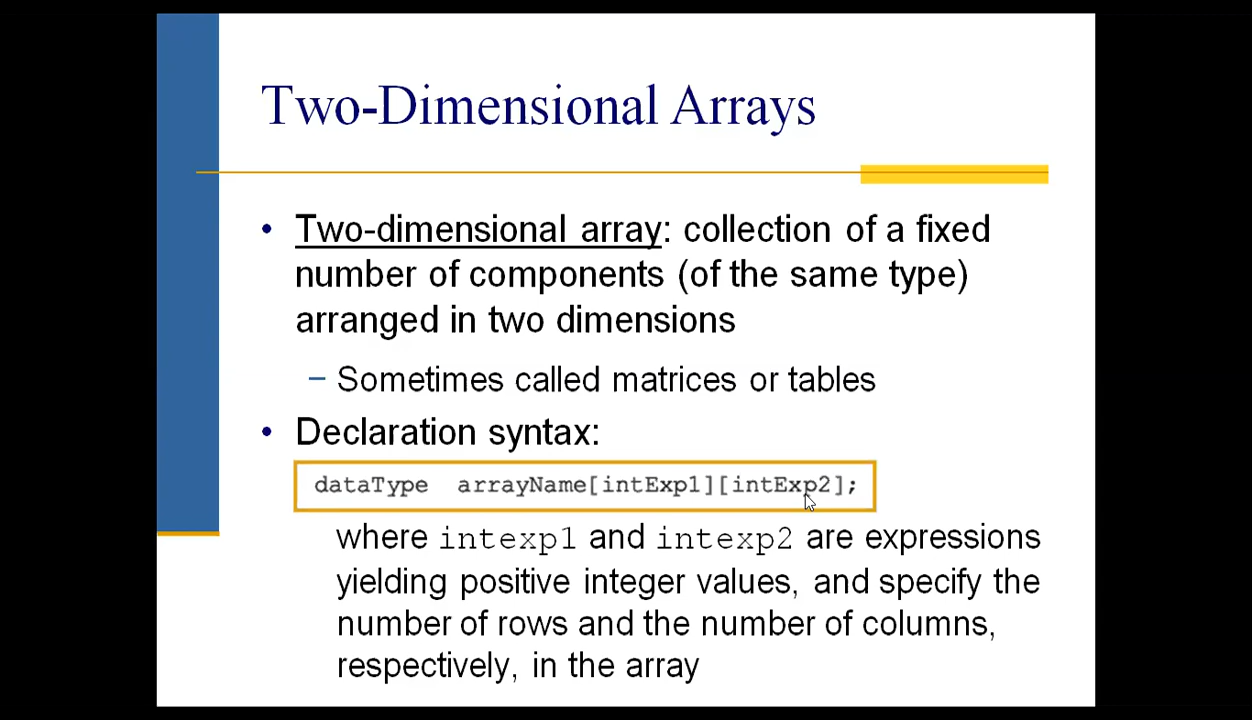 Two-Dimensional Arrays
• Two-dimensional array: collection of a fixed
number of components (of the same type)
arranged in two dimensions
– Sometimes called matrices or tables
• Declaration syntax:
dataType arrayName[intExp1][intExp2];
where intexp1 and intexp2 are expressions
yielding positive integer values, and specify the
number of rows and the number of columns,
respectively, in the array